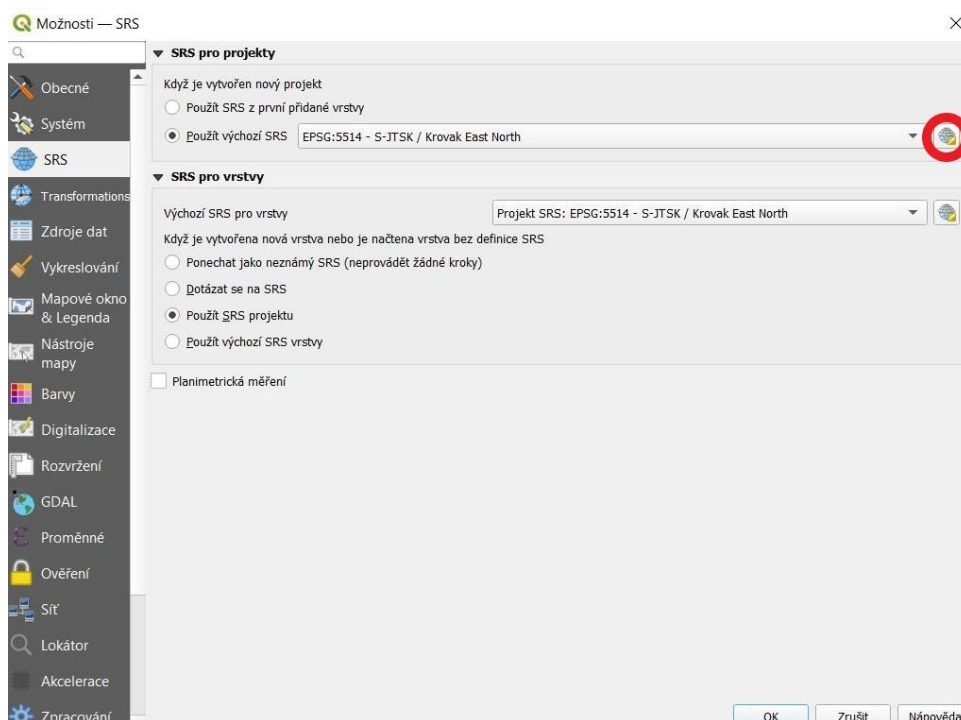 Možnosti — SRS
Obecné
Systém
SRS
Transformations
Zdroje dat
Vykreslování
Mapové okno
& Legenda
Nástroje
mapy
Barvy
Digitalizace
Rozvržení
GDAL
Proměnné
Ověření
Síť
Lokátor
Akcelerace
Zpracování
SRS pro projekty
Když je vytvořen nový projekt
Použít SRS z první přidané vrstvy
Použít výchozí SRS EPSG:5514 - S-JTSK / Krovak East North
SRS pro vrstvy
Výchozí SRS pro vrstvy Projekt SRS: EPSG:5514 - S-JTSK / Krovak East North
Když je vytvořena nová vrstva nebo je načtena vrstva bez definice SRS
Ponechat jako neznámý SRS (neprovádět žádné kroky)
Dotázat se na SRS
Použít SRS projektu
Použít výchozí SRS vrstvy
Planimetrická měření
OK Zrušit Nápověda